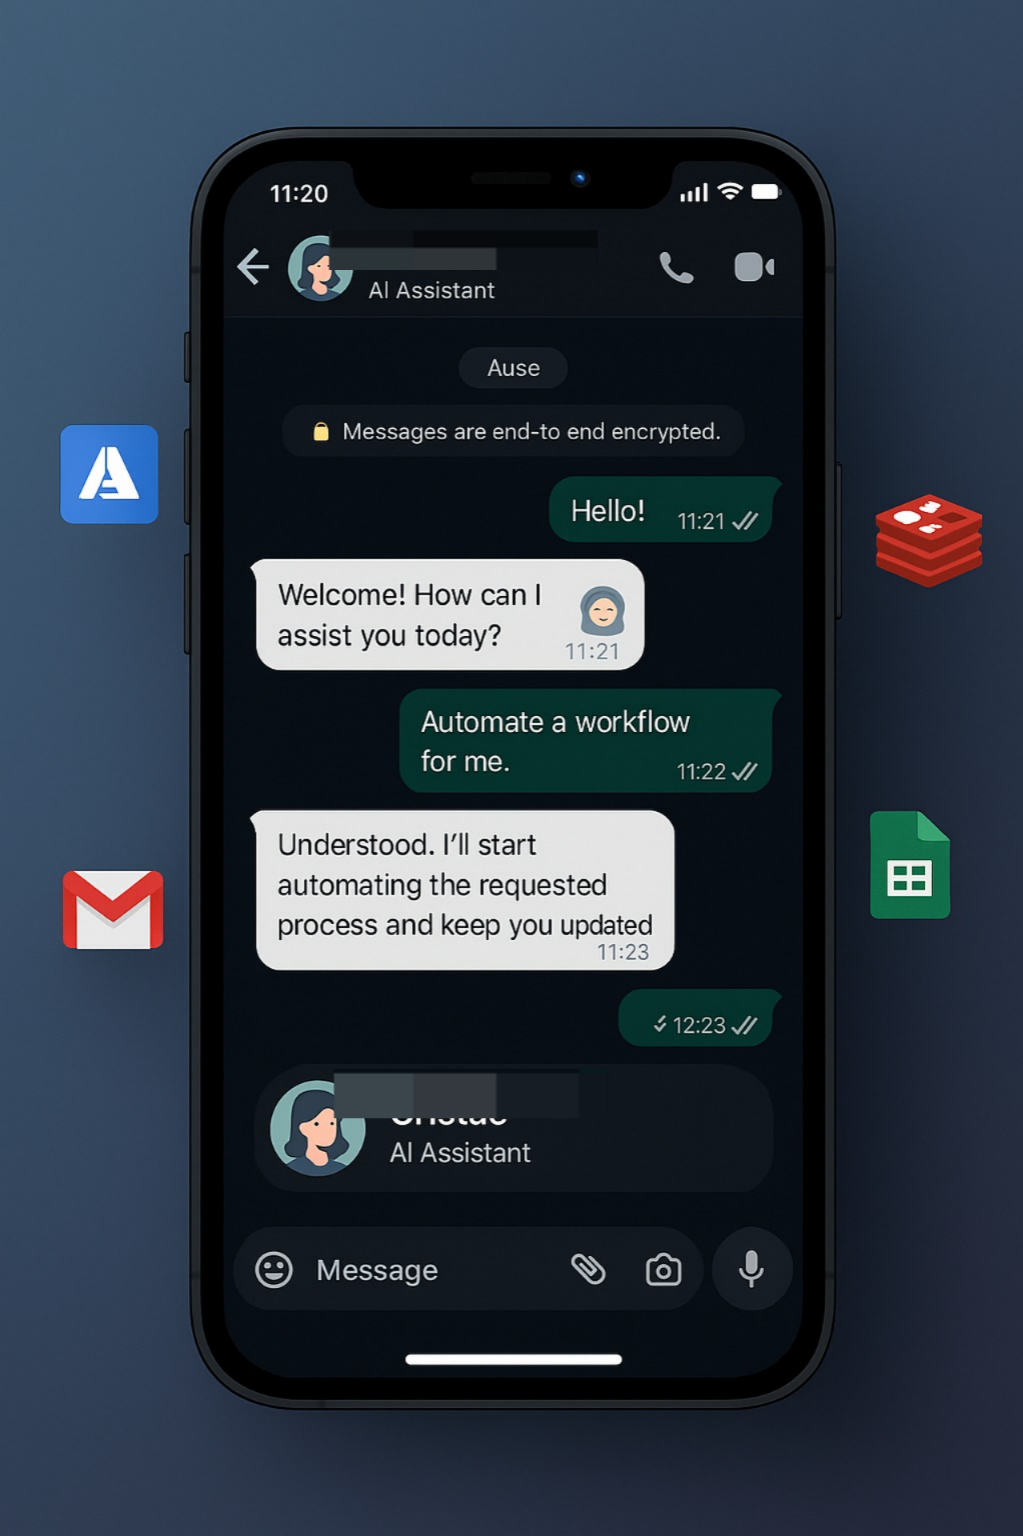 11:20
AI Assistant
Ause
Messages are end-to end encrypted.
Hello!
11:21
Welcome! How can I
assist you today?
11:21
Automate a workflow
for me.
11:22
Understood. I'll start
automating the requested
process and keep you updated
11:23
12:23
AI Assistant
Message